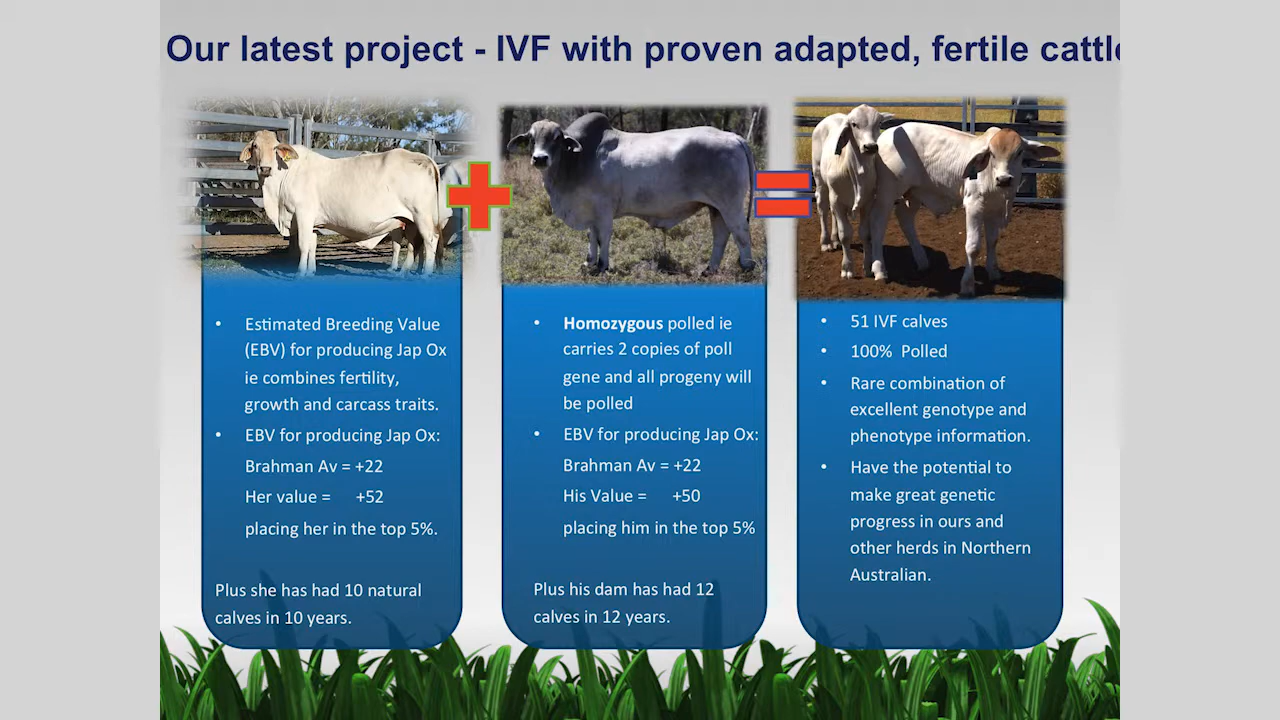 Our latest project - IVF with proven adapted, fertile cattle
• Estimated Breeding Value
(EBV) for producing Jap Ox
ie combines fertility,
growth and carcass traits.
• EBV for producing Jap Ox:
Brahman Av = +22
Her value = +52
placing her in the top 5%.
Plus she has had 10 natural
calves in 10 years.
• Homozygous polled ie
carries 2 copies of poll
gene and all progeny will
be polled
• EBV for producing Jap Ox:
Brahman Av = +22
His Value = +50
placing him in the top 5%
Plus his dam has had 12
calves in 12 years.
• 51 IVF calves
• 100% Polled
• Rare combination of
excellent genotype and
phenotype information.
• Have the potential to
make great genetic
progress in ours and
other herds in Northern
Australian.